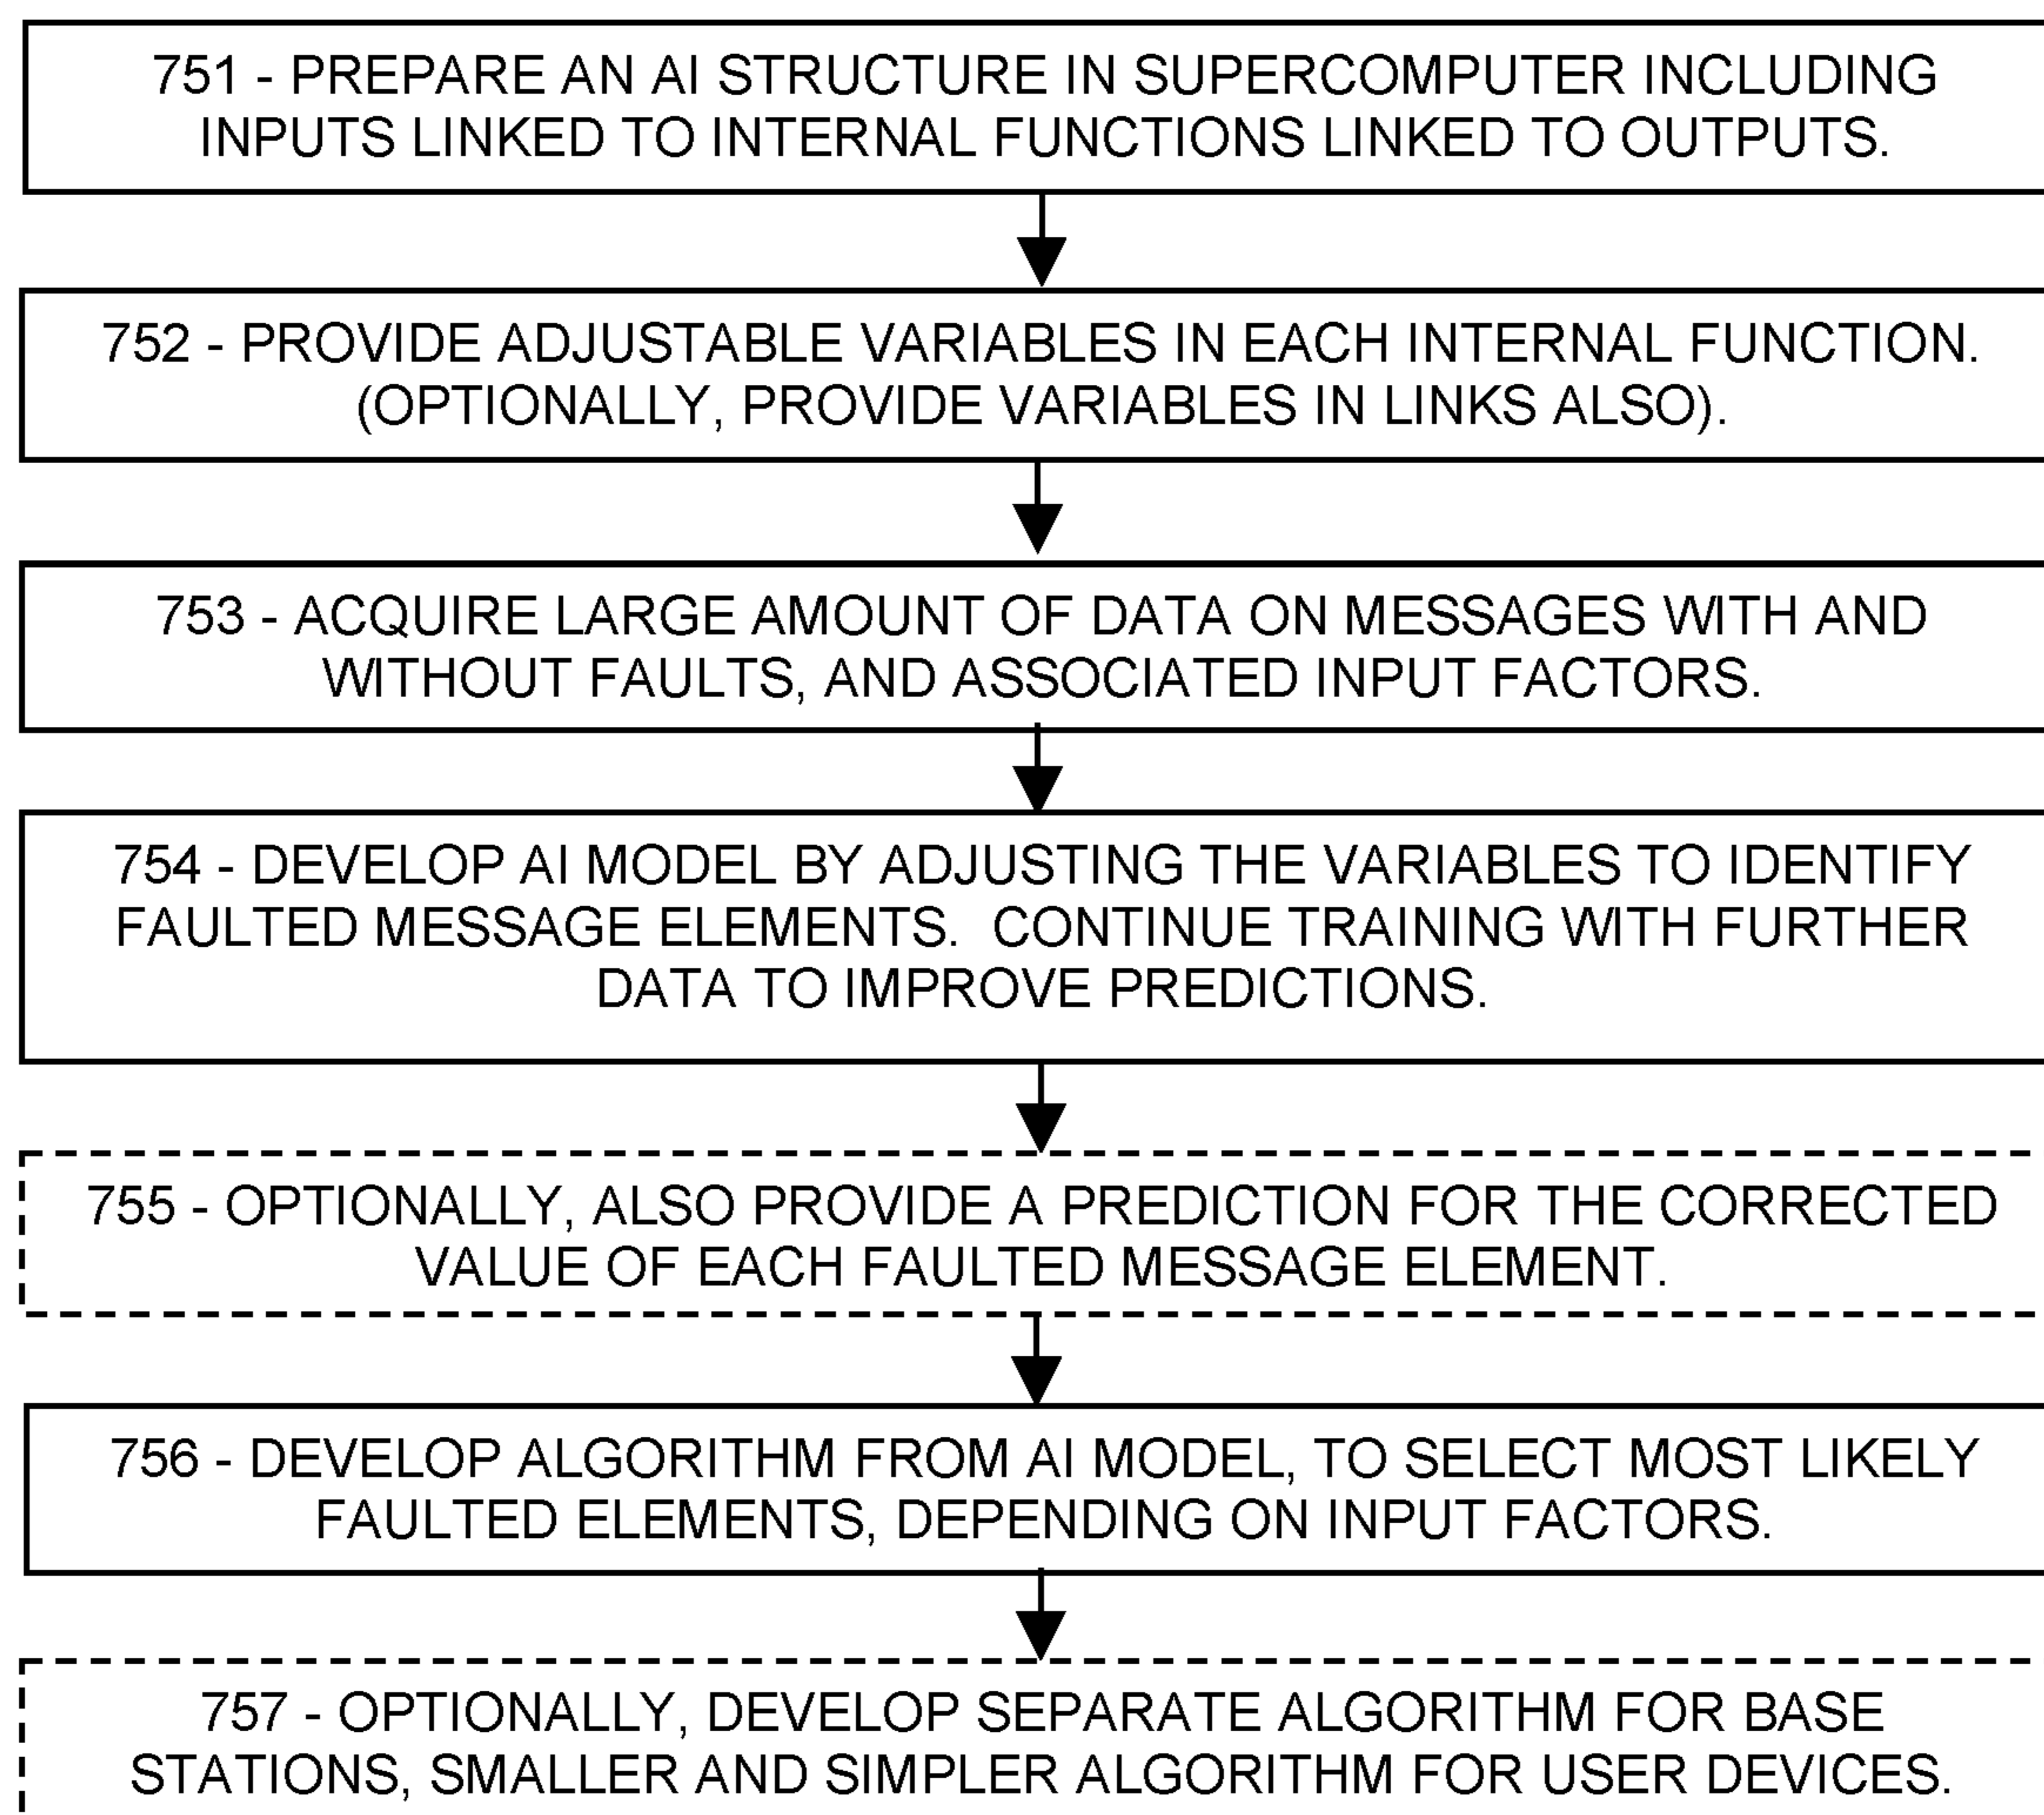 751 - PREPARE AN AI STRUCTURE IN SUPERCOMPUTER INCLUDING
INPUTS LINKED TO INTERNAL FUNCTIONS LINKED TO OUTPUTS.
752 - PROVIDE ADJUSTABLE VARIABLES IN EACH INTERNAL FUNCTION.
(OPTIONALLY, PROVIDE VARIABLES IN LINKS ALSO).
753 - ACQUIRE LARGE AMOUNT OF DATA ON MESSAGES WITH AND
WITHOUT FAULTS, AND ASSOCIATED INPUT FACTORS.
754 - DEVELOP AI MODEL BY ADJUSTING THE VARIABLES TO IDENTIFY
FAULTED MESSAGE ELEMENTS.  CONTINUE TRAINING WITH FURTHER
DATA TO IMPROVE PREDICTIONS.
755 - OPTIONALLY, ALSO PROVIDE A PREDICTION FOR THE CORRECTED
VALUE OF EACH FAULTED MESSAGE ELEMENT.
756 - DEVELOP ALGORITHM FROM AI MODEL, TO SELECT MOST LIKELY
FAULTED ELEMENTS, DEPENDING ON INPUT FACTORS.
757 - OPTIONALLY, DEVELOP SEPARATE ALGORITHM FOR BASE
STATIONS, SMALLER AND SIMPLER ALGORITHM FOR USER DEVICES.